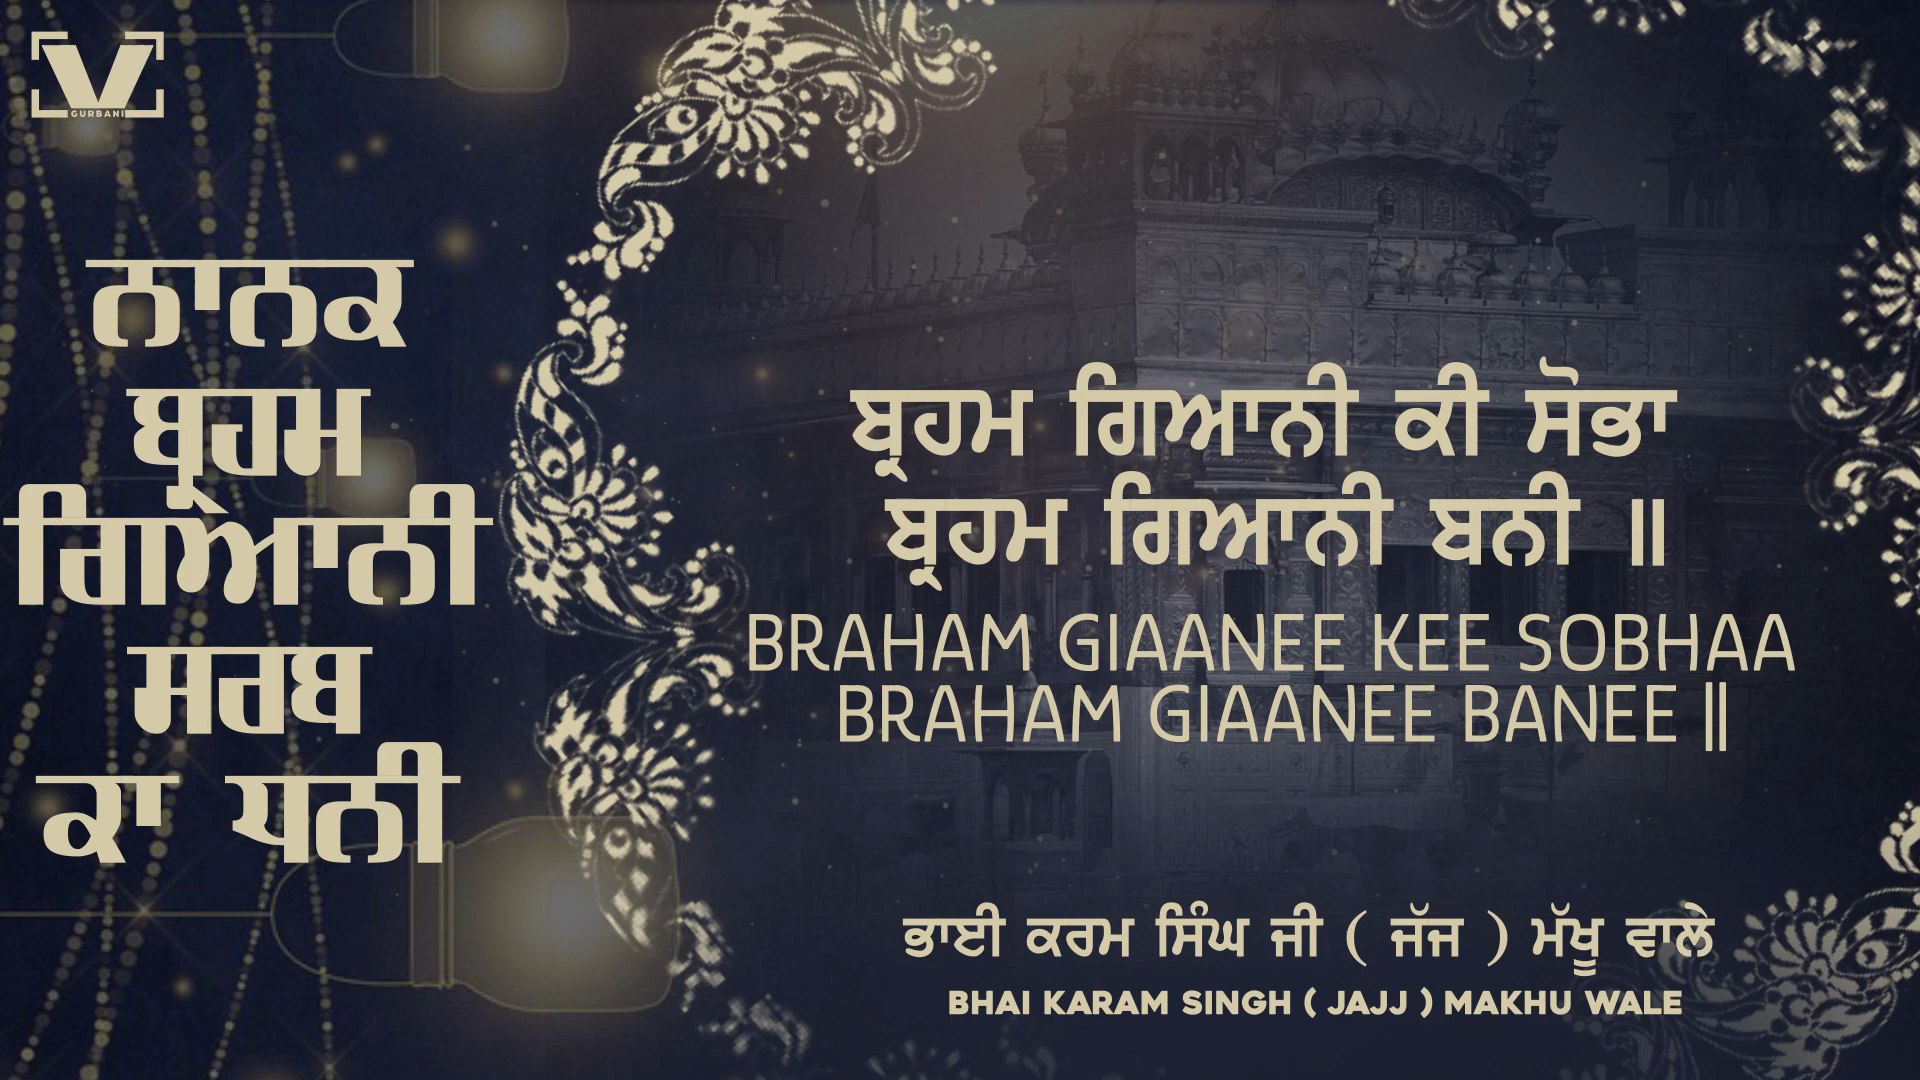 V
GURBANI
ਨਾਨਕ
ਬ੍ਰਹਮ
ਗਿਆਨੀ
ਸਰਬ
ਕਾ ਧਨੀ
ਬ੍ਰਹਮ ਗਿਆਨੀ ਕੀ ਸੋਭਾ
ਬ੍ਰਹਮ ਗਿਆਨੀ ਬਨੀ ॥
BRAHAM GIAANEE KEE SOBHAA
BRAHAM GIAANEE BANEE ||
ਭਾਈ ਕਰਮ ਸਿੰਘ ਜੀ ( ਜੱਜ ) ਮੱਖੂ ਵਾਲੇ
BHAI KARAM SINGH ( JAJJ ) MAKHU WALE